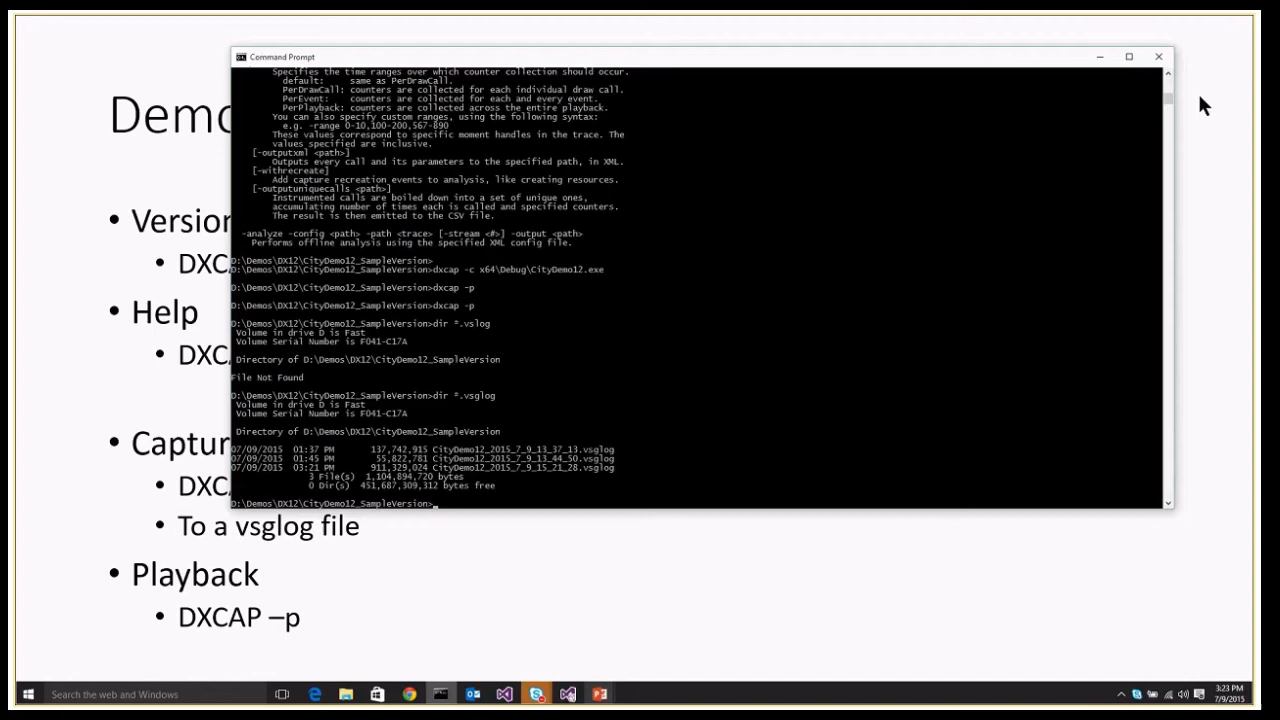 Demo
• Version
• DXCA
• Help
• DXCA
• Captur
• DXCA
• To a vsglog file
• Playback
• DXCAP –p
Command Prompt
Specifies the time ranges over which counter collection should occur.
default: same as PerDrawCall.
PerDrawCall: counters are collected for each individual draw call.
PerEvent: counters are collected for each and every event.
PerPlayback: counters are collected across the entire playback.
You can also specify custom ranges, using the following syntax:
e.g. -range 0-10,100-200,567-890
These values correspond to specific moment handles in the trace. The
values specified are inclusive.
[-outputxml <path>]
Outputs every call and its parameters to the specified path, in XML.
[-withrecreate]
Add capture recreation events to analysis, like creating resources.
[-outputuniquecalls <path>]
Instrumented calls are boiled down into a set of unique ones,
accumulating number of times each is called and specified counters.
The result is then emitted to the CSV file.
-analyze -config <path> -path <trace> [-stream <#>] -output <path>
Performs offline analysis using the specified XML config file.
D:\Demos\DX12\CityDemo12_SampleVersion>
D:\Demos\DX12\CityDemo12_SampleVersion>dxcap -c x64\Debug\CityDemo12.exe
D:\Demos\DX12\CityDemo12_SampleVersion>dxcap -p
D:\Demos\DX12\CityDemo12_SampleVersion>dxcap -p
D:\Demos\DX12\CityDemo12_SampleVersion>dir *.vslog
Volume in drive D is Fast
Volume Serial Number is F041-C17A
Directory of D:\Demos\DX12\CityDemo12_SampleVersion
File Not Found
D:\Demos\DX12\CityDemo12_SampleVersion>dir *.vsglog
Volume in drive D is Fast
Volume Serial Number is F041-C17A
Directory of D:\Demos\DX12\CityDemo12_SampleVersion
07/09/2015 01:37 PM 137,742,915 CityDemo12_2015_7_9_13_37_13.vsglog
07/09/2015 01:45 PM 55,822,781 CityDemo12_2015_7_9_13_44_50.vsglog
07/09/2015 03:21 PM 911,329,024 CityDemo12_2015_7_9_15_21_28.vsglog
3 File(s) 1,104,894,720 bytes
0 Dir(s) 451,687,309,312 bytes free
D:\Demos\DX12\CityDemo12_SampleVersion>_
Search the web and Windows
3:23 PM
7/9/2015